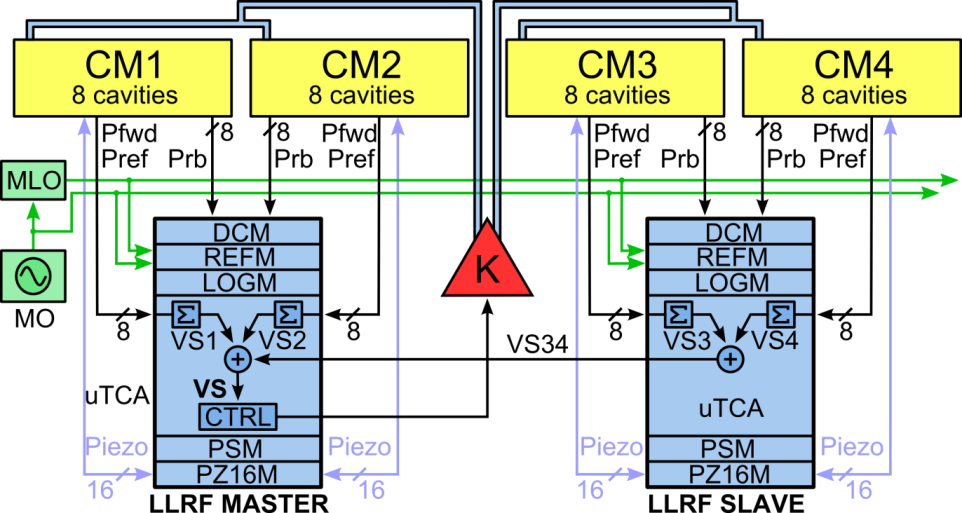 CM1
8 cavities
CM2
8 cavities
CM3
8 cavities
CM4
8 cavities
Pfwd
Pref
8
Prb
8
Prb
Pfwd
Pref
Pfwd
Pref
8
Prb
8
Prb
Pfwd
Pref
MLO
MO
DCM
REFM
LOGM
8
Σ
VS1
Σ
VS2
8
+
VS
CTRL
uTCA
PSM
PZ16M
Piezo
16
Piezo
16
LLRF MASTER
K
VS34
DCM
REFM
LOGM
8
Σ
VS3
Σ
VS4
8
+
uTCA
PSM
PZ16M
Piezo
16
Piezo
16
LLRF SLAVE